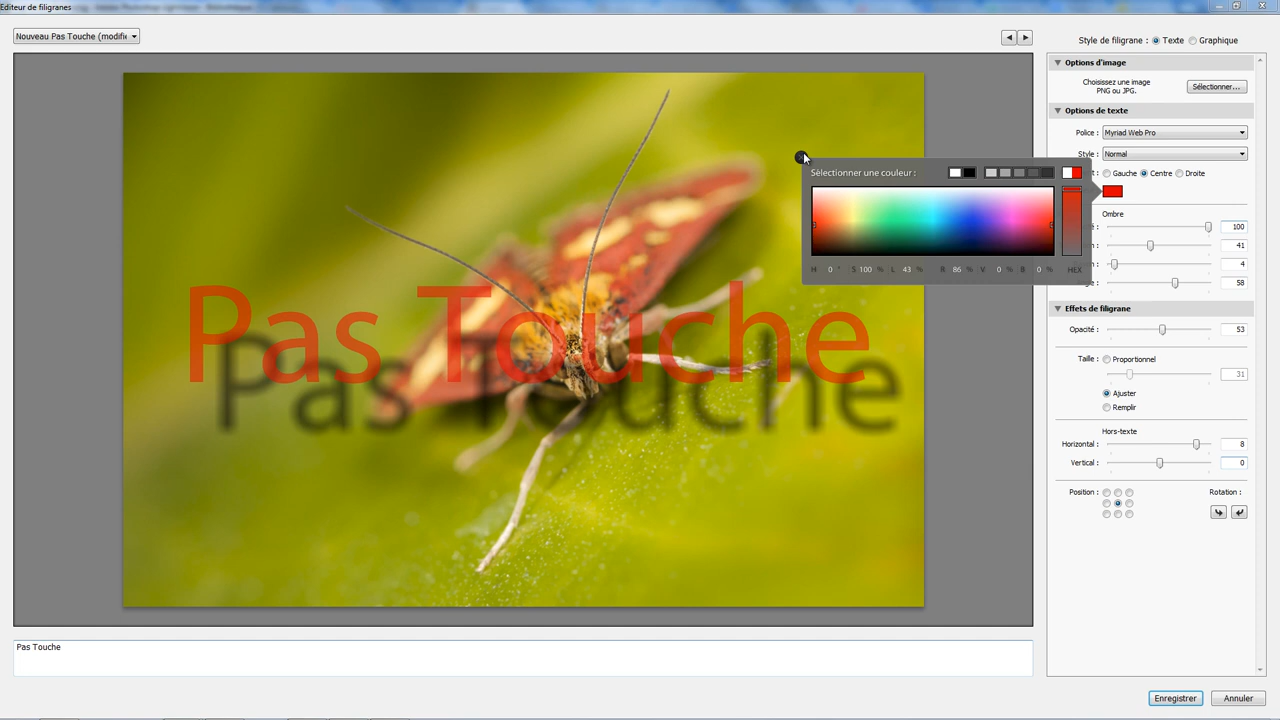 Editeur de filigranes
Nouveau Pas Touche (modifi
Style de filigrane : Texte Graphique
Options d'image
Choisissez une image
PNG ou JPG.
Sélectionner...
Options de texte
Police : Myriad Web Pro
Style : Normal
Gauche Centre Droite
Sélectionner une couleur :
H 0 ° S 100 % L 43 % R 86 % V 0 % B 0 % HEX
Ombre
100
41
4
58
Effets de filigrane
Opacité : 53
Taille : Proportionnel
31
Ajuster
Remplir
Hors-texte
Horizontal : 8
Vertical : 0
Position : Rotation :
Pas Touche
Pas Touche
Enregistrer Annuler